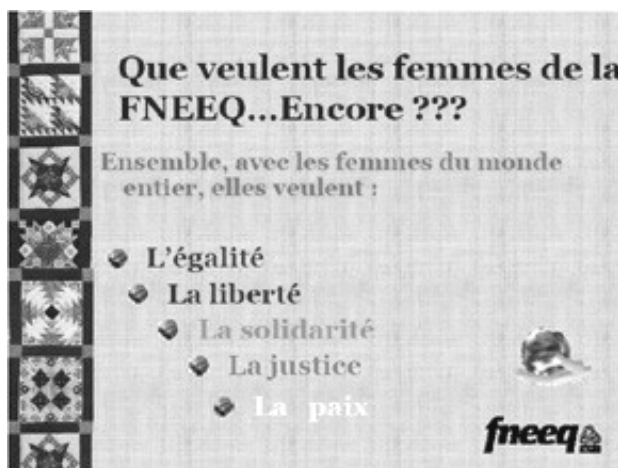 Que veulent les femmes de la
FNEEQ...Encore ???
Ensemble, avec les femmes du monde
entier, elles veulent :
L'égalité
La liberté
La solidarité
La justice
La paix
fneeq